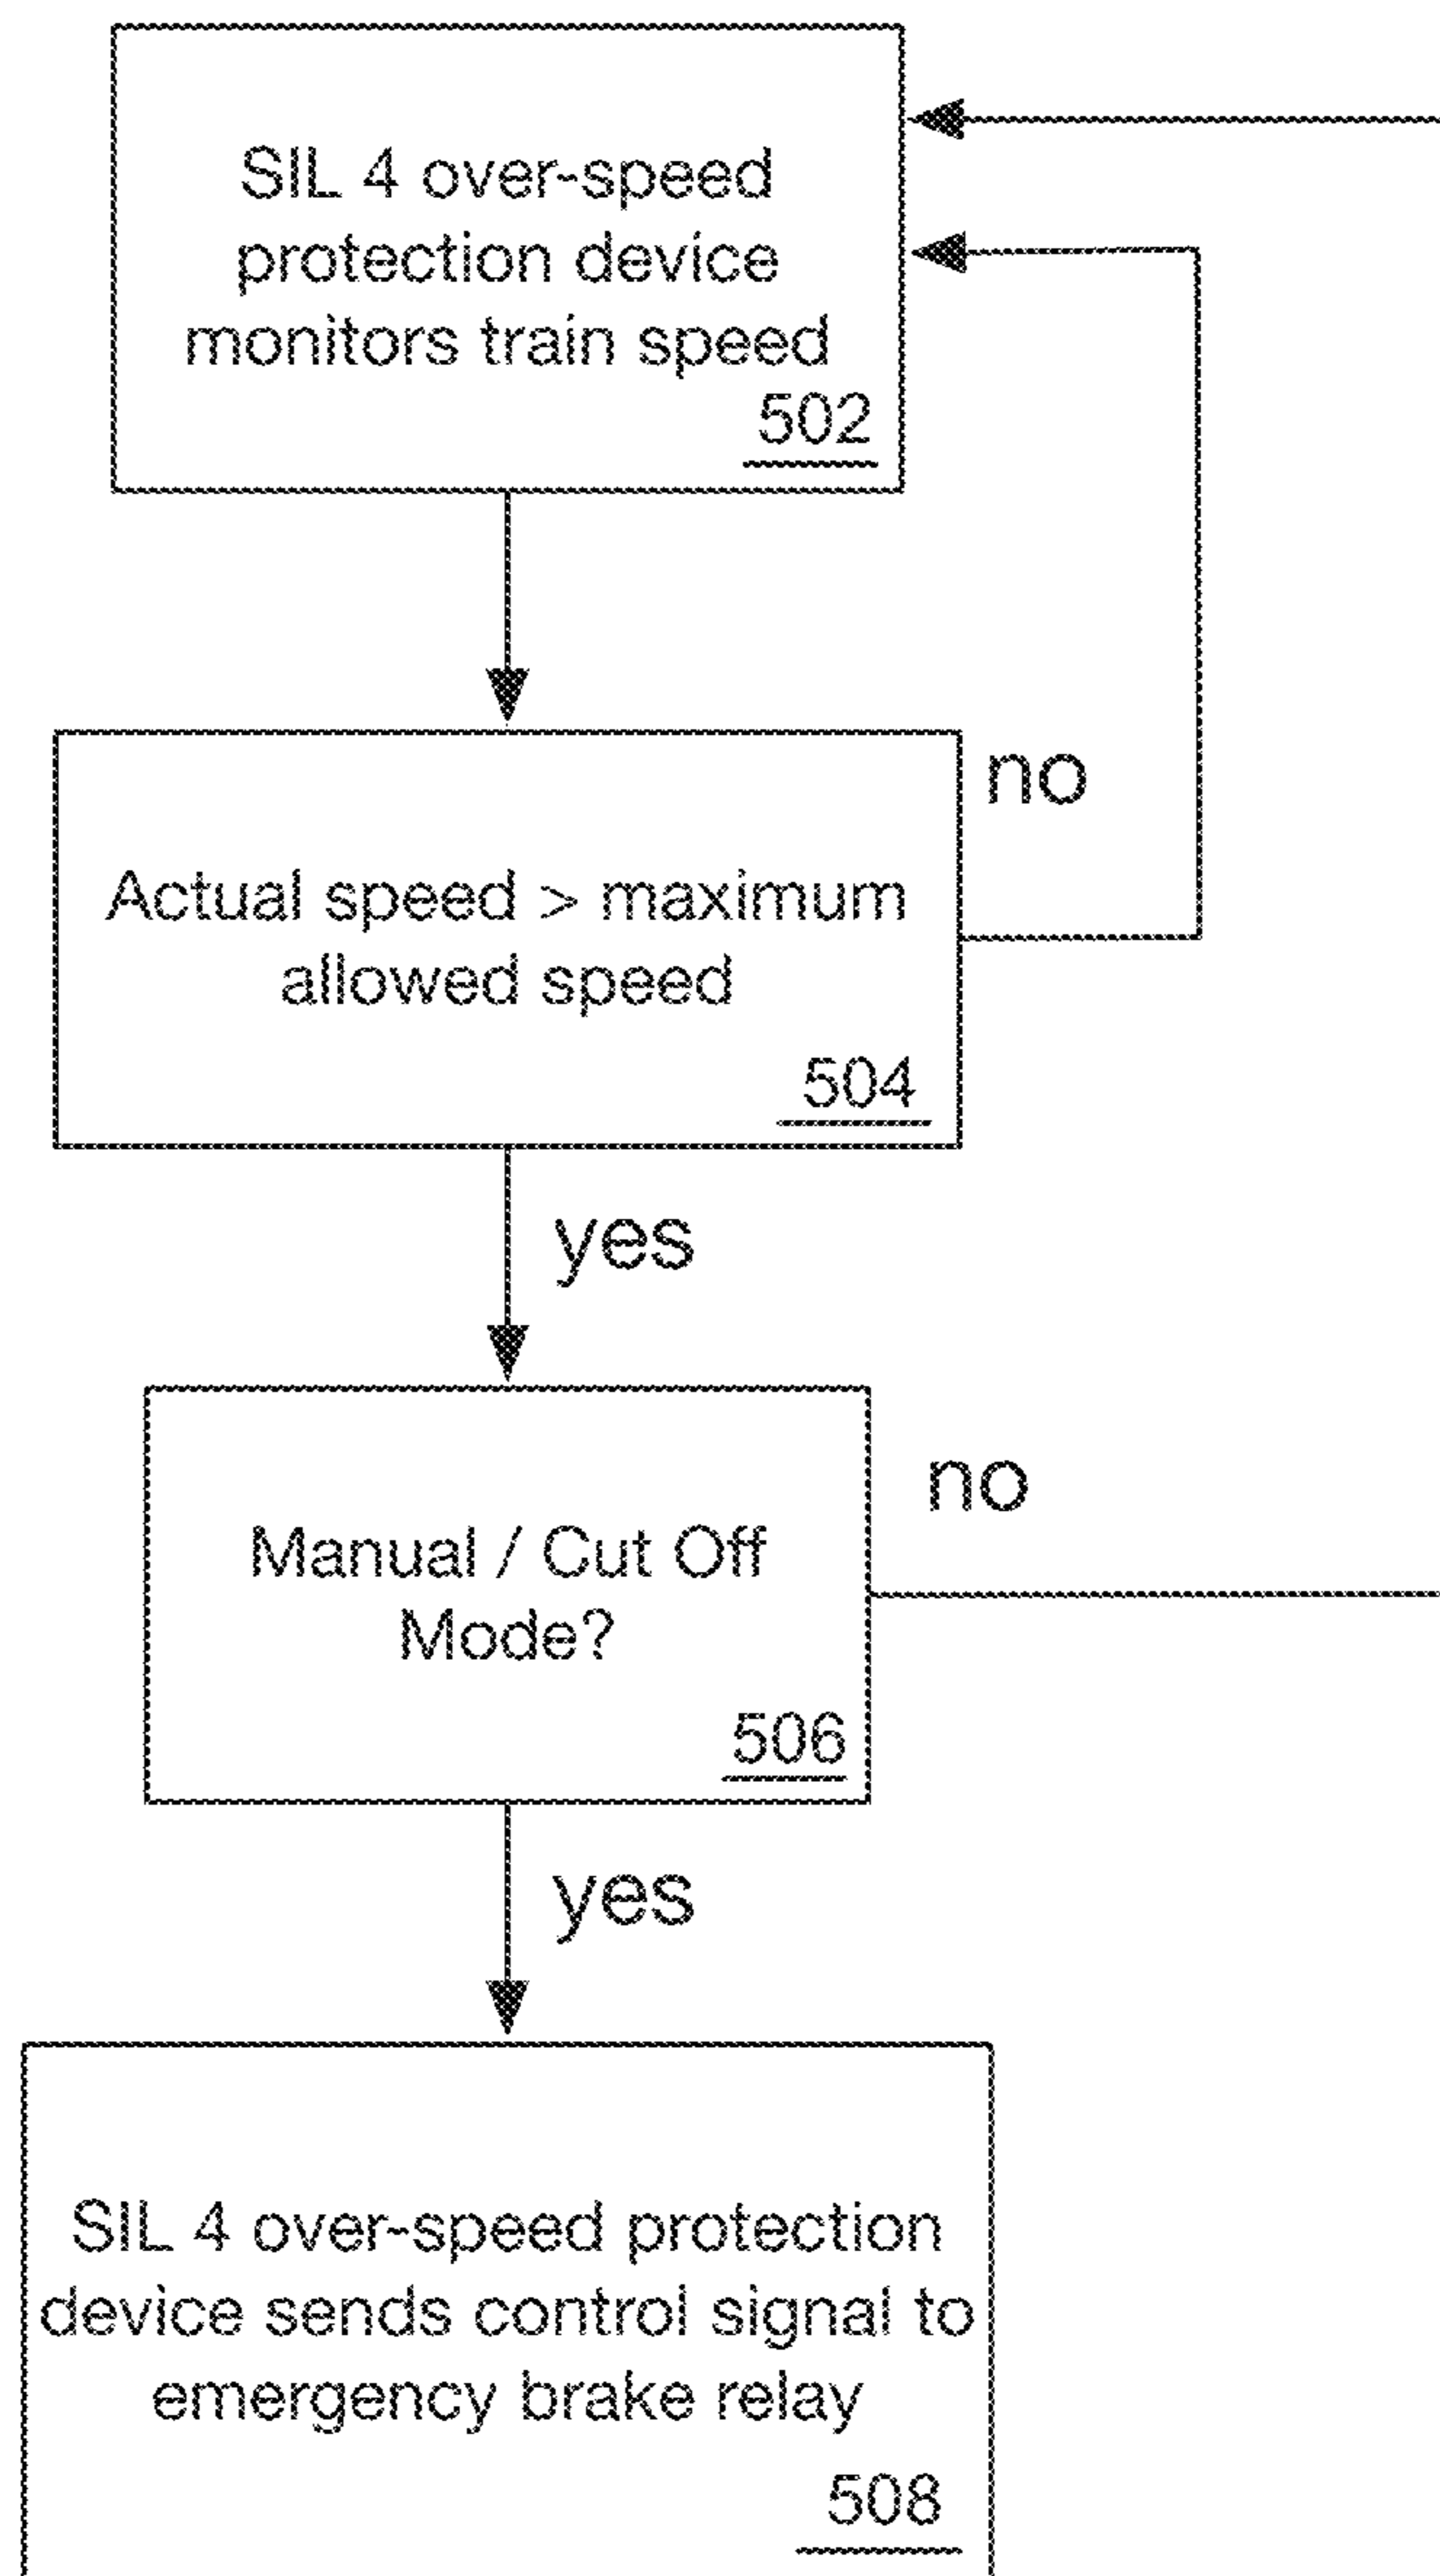 SIL 4 over-speed
protection device
monitors train speed
502
no
Actual speed > maximum
allowed speed
504
yes
no
Manual / Cut Off
Mode?
506
yes
SIL 4 over-speed protection
device sends control signal to
emergency brake relay
508